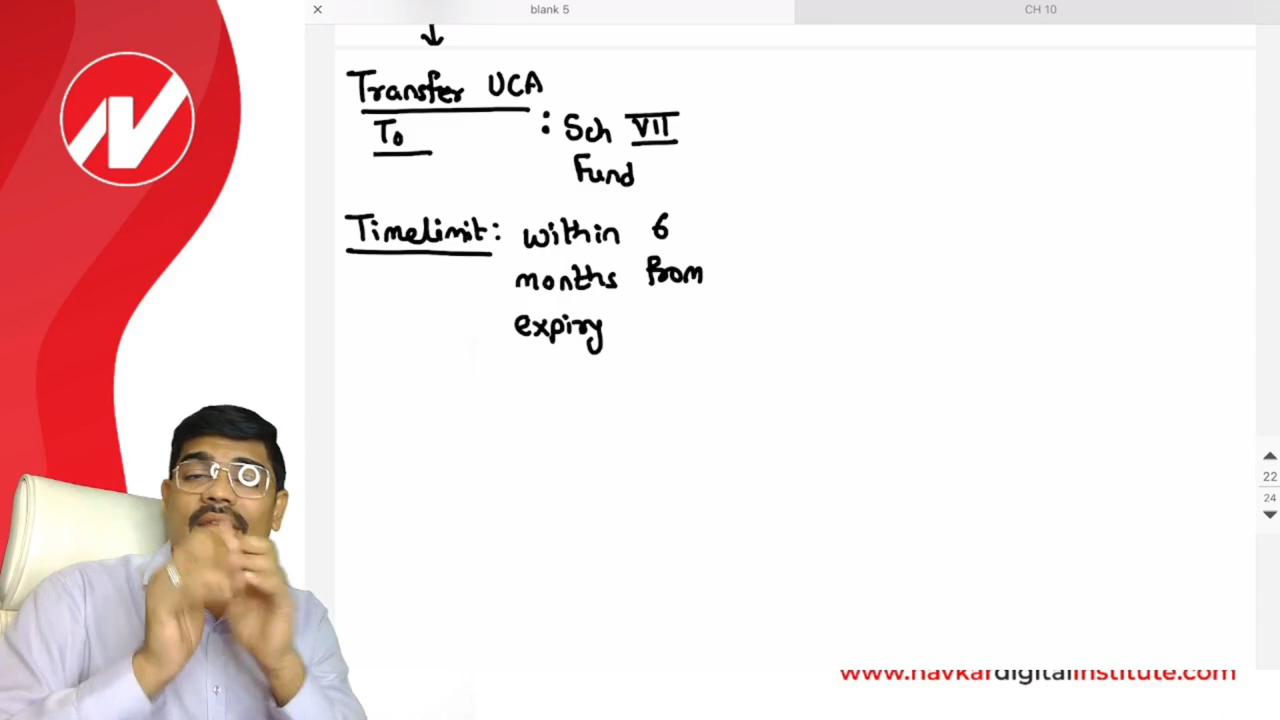 blank 5
CH 10
Transfer UCA
To : Sch VII
Fund
Timelimit: within 6
months from
expiry
22
24
www.navkardigitalinstitute.com